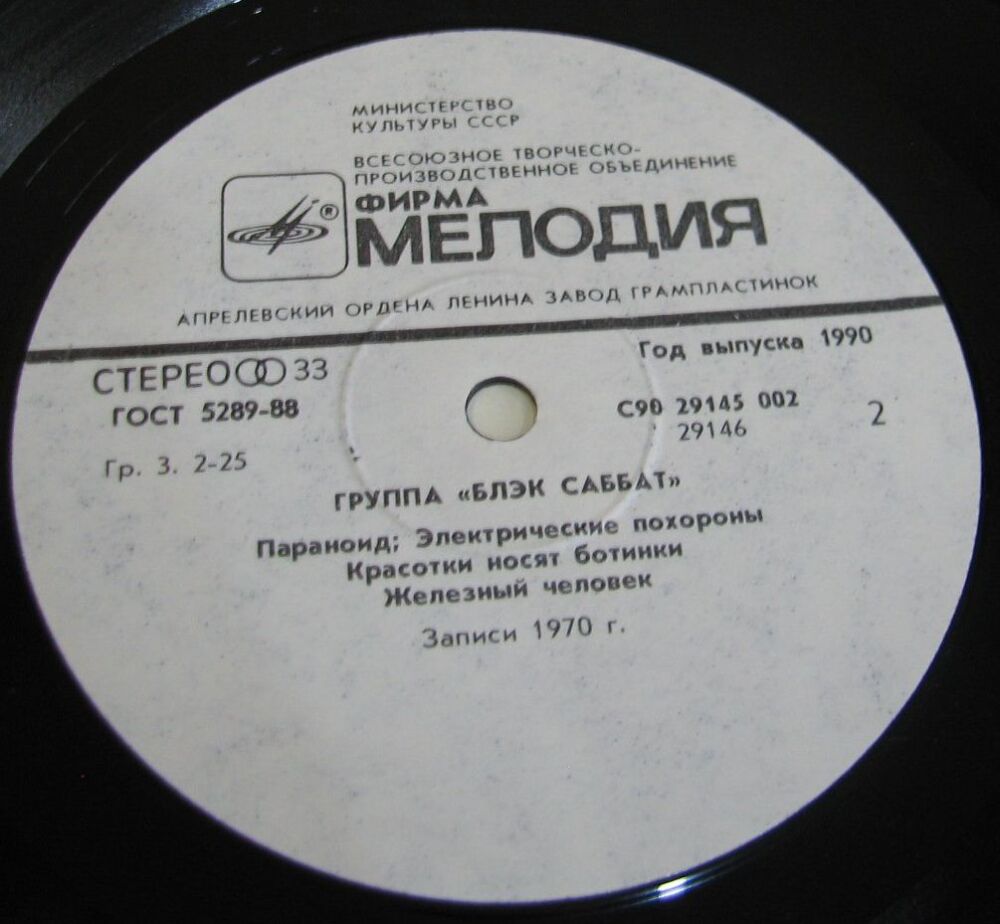 МИНИСТЕРСТВО
КУЛЬТУРЫ СССР
ВСЕСОЮЗНОЕ ТВОРЧЕСКО-
ПРОИЗВОДСТВЕННОЕ ОБЪЕДИНЕНИЕ
ФИРМА
®
МЕЛОДИЯ
АПРЕЛЕВСКИЙ ОРДЕНА ЛЕНИНА ЗАВОД ГРАМПЛАСТИНОК
СТЕРЕО 33
Год выпуска 1990
ГОСТ 5289-88
С90 29145 002
29146
2
Гр. 3. 2-25
ГРУППА «БЛЭК САББАТ»
Параноид; Электрические похороны
Красотки носят ботинки
Железный человек
Записи 1970 г.